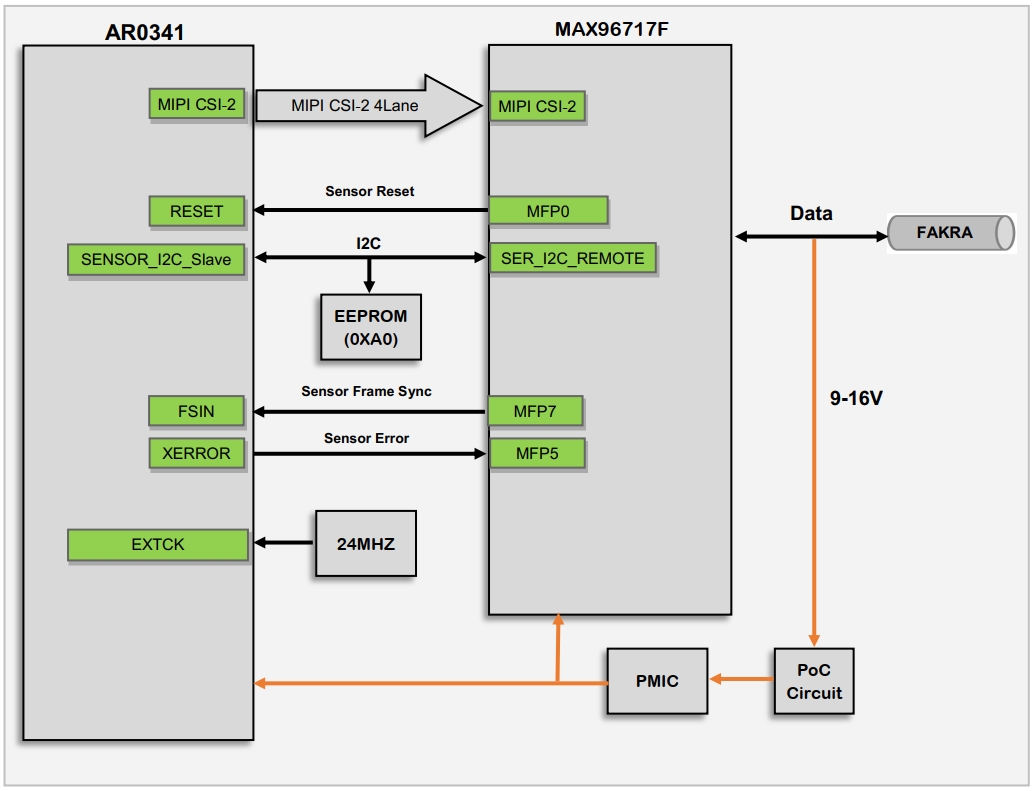 AR0341
MAX96717F
MIPI CSI-2
MIPI CSI-2 4Lane
MIPI CSI-2
Sensor Reset
RESET
MFP0
Data
FAKRA
I2C
SENSOR_I2C_Slave
SER_I2C_REMOTE
EEPROM
(0XA0)
Sensor Frame Sync
9-16V
FSIN
MFP7
Sensor Error
XERROR
MFP5
EXTCK
24MHZ
PMIC
PoC
Circuit